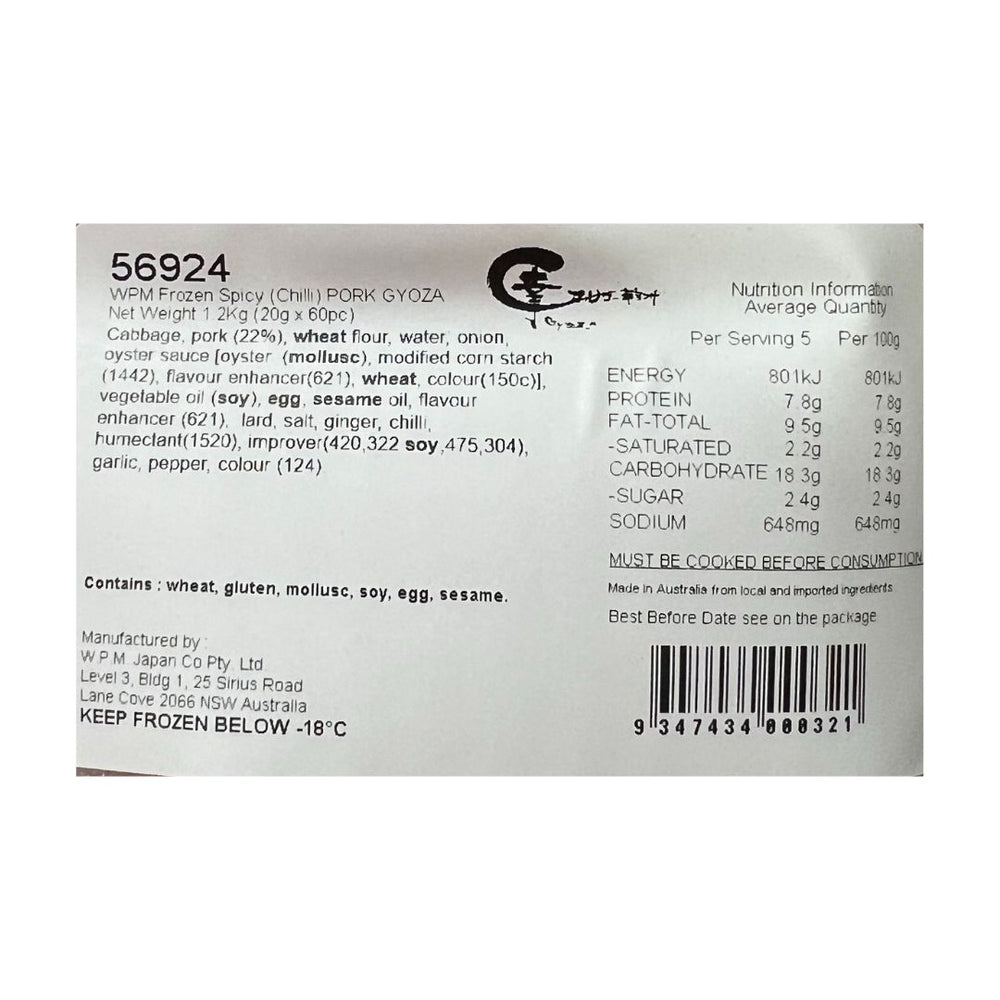 56924
WPM Frozen Spicy (Chilli) PORK GYOZA
Net Weight 1.2Kg (20g x 60pc)
Cabbage, pork (22%), wheat flour, water, onion,
oyster sauce [oyster (mollusc), modified corn starch
(1442), flavour enhancer(621), wheat, colour(150c)],
vegetable oil (soy), egg, sesame oil, flavour
enhancer (621), lard, salt, ginger, chilli,
humectant(1520), improver(420,322 soy,475,304),
garlic, pepper, colour (124)
Contains : wheat, gluten, mollusc, soy, egg, sesame.
Manufactured by :
W.P.M. Japan Co Pty. Ltd.
Level 3, Bldg 1, 25 Sirius Road
Lane Cove 2066 NSW Australia
KEEP FROZEN BELOW -18°C
幸
Gyoza
Nutrition Information
Average Quantity
Per Serving 5 Per 100g
ENERGY 801kJ 801kJ
PROTEIN 7.8g 7.8g
FAT-TOTAL 9.5g 9.5g
-SATURATED 2.2g 2.2g
CARBOHYDRATE 18.3g 18.3g
-SUGAR 2.4g 2.4g
SODIUM 648mg 648mg
MUST BE COOKED BEFORE CONSUMPTION
Made in Australia from local and imported ingredients
Best Before Date see on the package
9 347434 000321